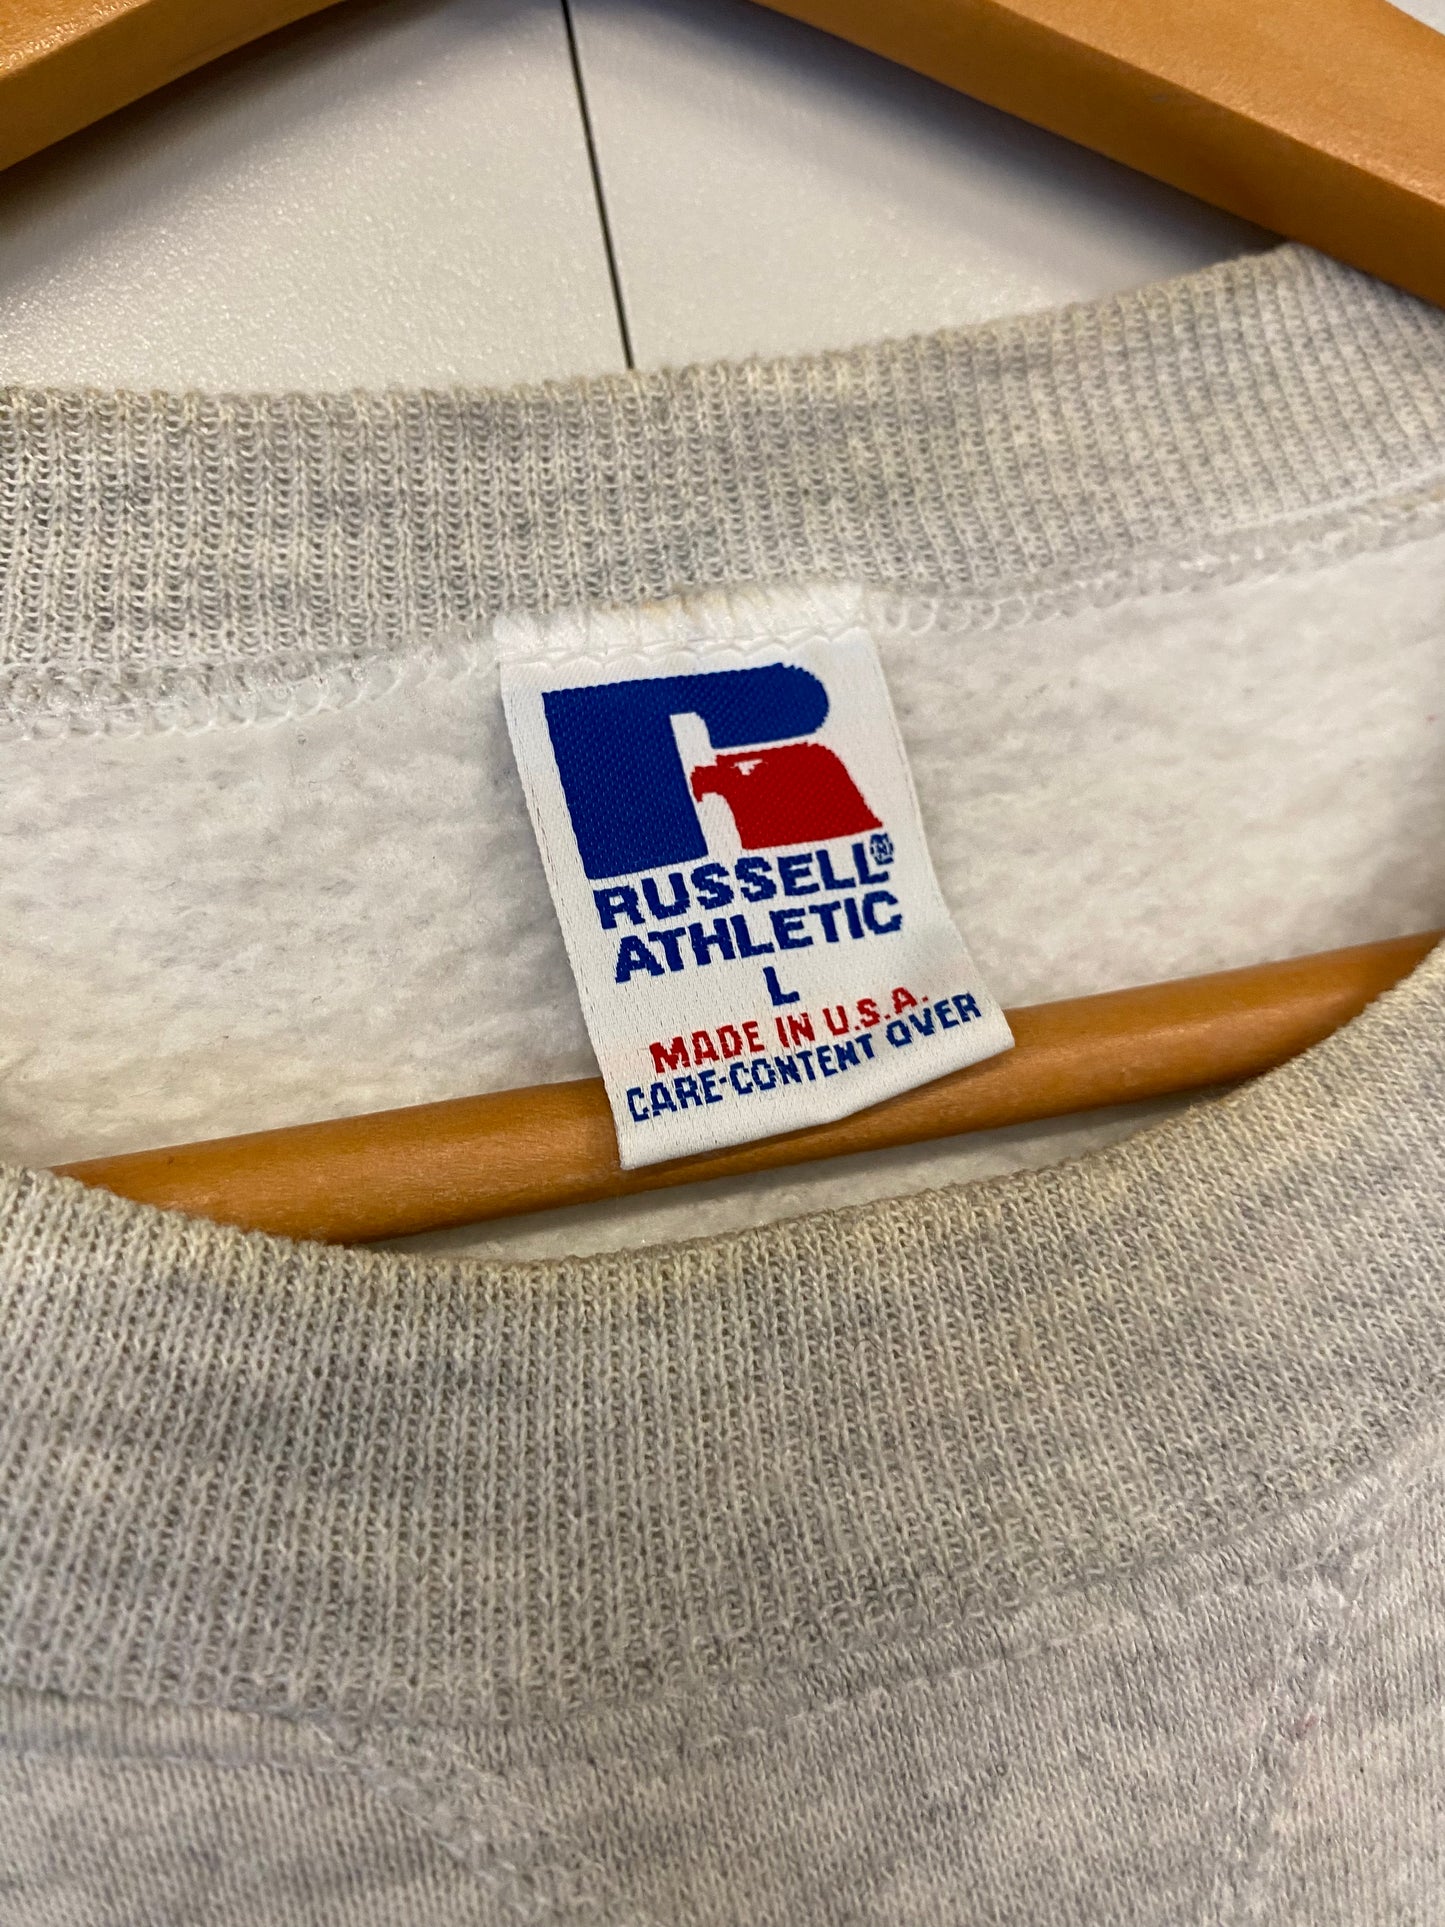 R
RUSSELL®
ATHLETIC
L
MADE IN U.S.A.
CARE-CONTENT OVER